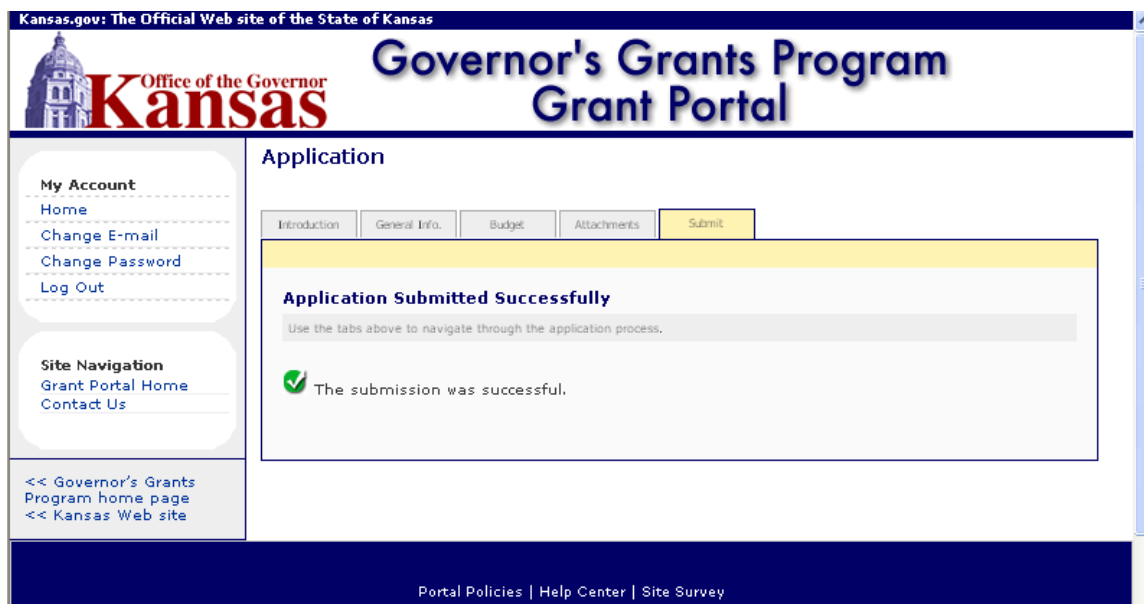 Kansas.gov: The Official Web site of the State of Kansas
Office of the Governor
Kansas
Governor's Grants Program
Grant Portal
My Account
Home
Change E-mail
Change Password
Log Out
Site Navigation
Grant Portal Home
Contact Us
<< Governor's Grants
Program home page
<< Kansas Web site
Application
Introduction
General Info.
Budget
Attachments
Submit
Application Submitted Successfully
Use the tabs above to navigate through the application process.
The submission was successful.
Portal Policies | Help Center | Site Survey